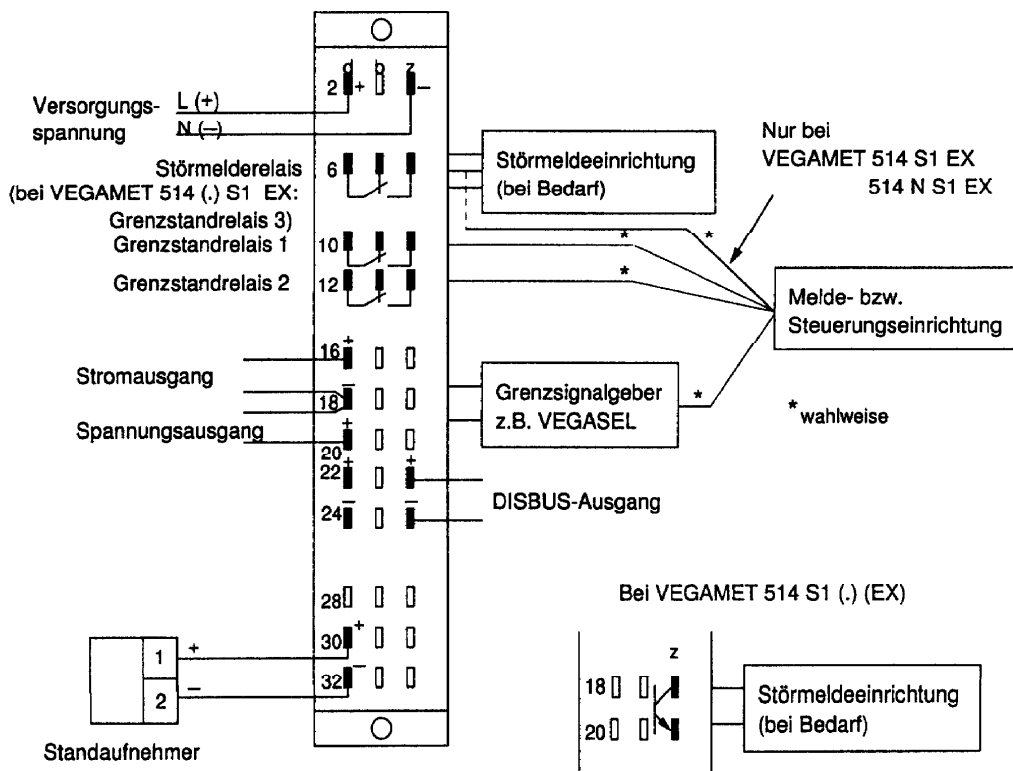 d b z
2 + −
Versorgungs-
spannung
L (+)
N (−)
Störmelderelais
(bei VEGAMET 514 (.) S1 EX:
Grenzstandrelais 3)
6
Grenzstandrelais 1
10
Grenzstandrelais 2
12
Störmeldeeinrichtung
(bei Bedarf)
Nur bei
VEGAMET 514 S1 EX
514 N S1 EX
*
*
*
Melde- bzw.
Steuerungseinrichtung
Stromausgang
+
16
−
18
Spannungsausgang
+
20
Grenzsignalgeber
z.B. VEGASEL
*
* wahlweise
+ +
22
− −
24
DISBUS-Ausgang
28
+
30
−
32
1 +
2 −
Standaufnehmer
Bei VEGAMET 514 S1 (.) (EX)
z
18
20
Störmeldeeinrichtung
(bei Bedarf)